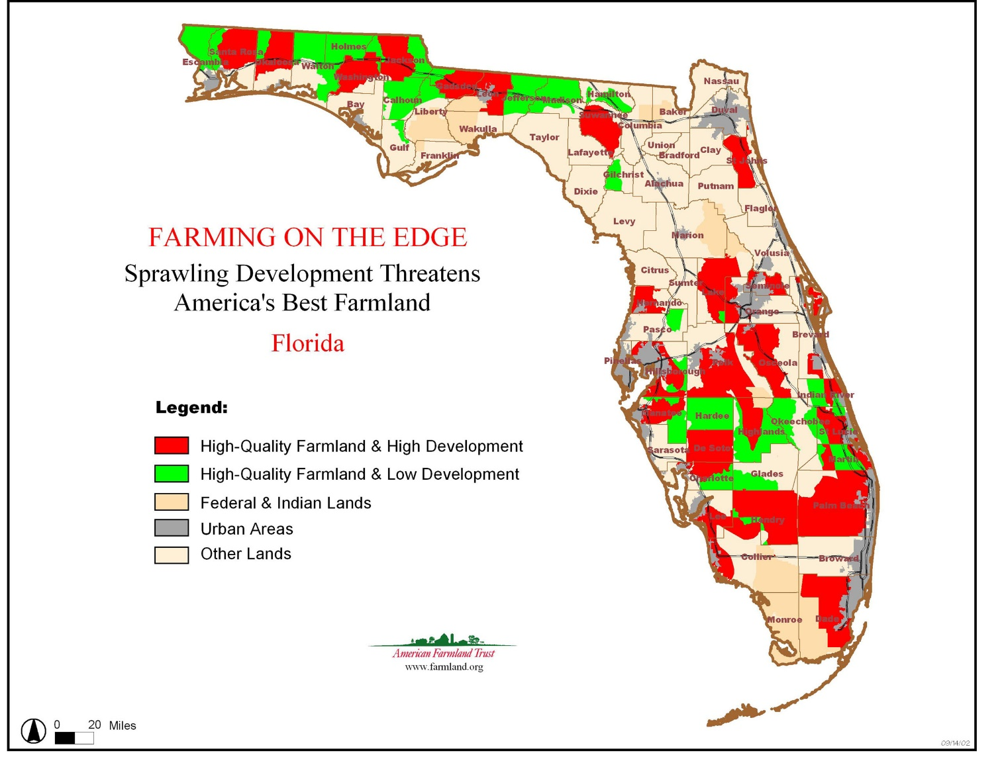 FARMING ON THE EDGE
Sprawling Development Threatens
America's Best Farmland
Florida
Legend:
High-Quality Farmland & High Development
High-Quality Farmland & Low Development
Federal & Indian Lands
Urban Areas
Other Lands
Escambia
Santa Rosa
Okaloosa
Walton
Holmes
Washington
Jackson
Bay
Calhoun
Gulf
Liberty
Franklin
Gadsden
Leon
Wakulla
Jefferson
Madison
Taylor
Hamilton
Suwannee
Lafayette
Columbia
Baker
Nassau
Duval
Union
Bradford
Clay
St Johns
Gilchrist
Dixie
Alachua
Putnam
Flagler
Levy
Marion
Volusia
Citrus
Sumter
Lake
Seminole
Hernando
Orange
Pasco
Brevard
Pinellas
Hillsborough
Polk
Osceola
Indian River
Manatee
Hardee
Highlands
Okeechobee
St Lucie
Sarasota
De Soto
Martin
Charlotte
Glades
Lee
Hendry
Palm Beach
Collier
Broward
Monroe
Dade
American Farmland Trust
www.farmland.org
0 20 Miles
09/14/02